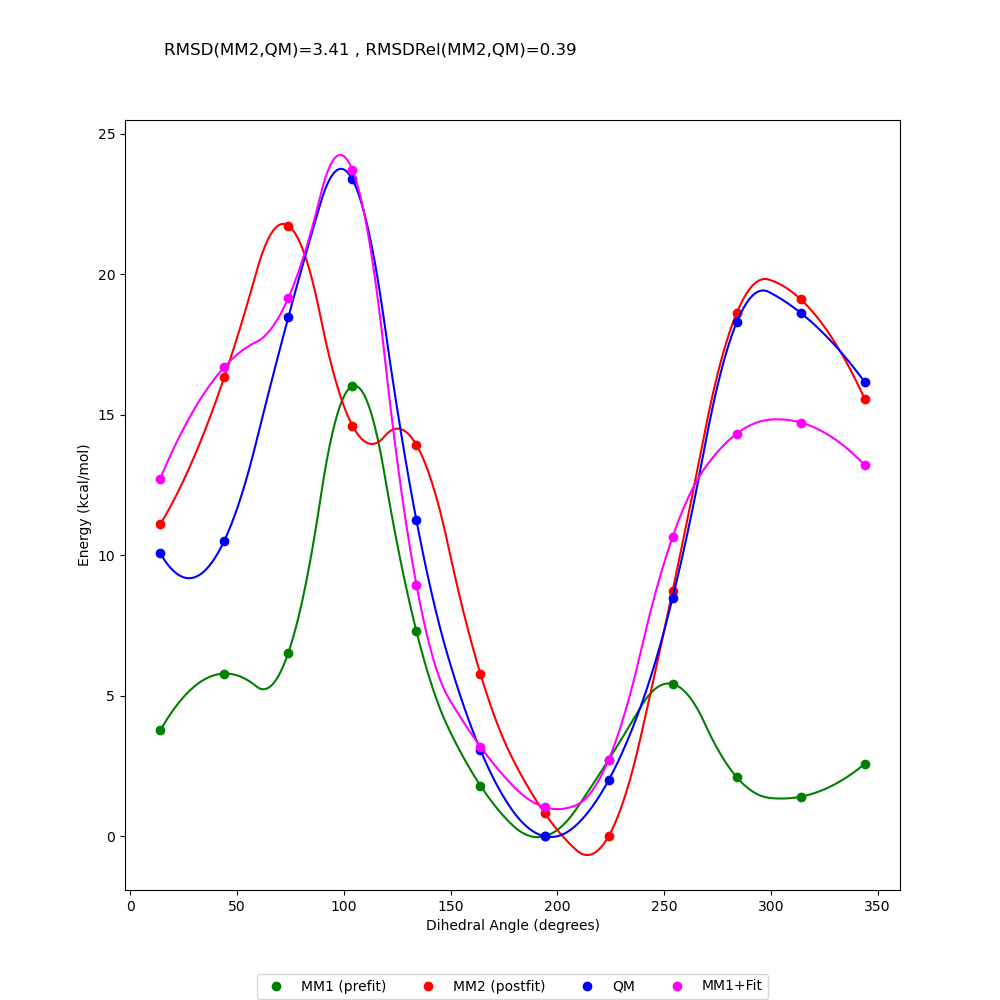 RMSD(MM2,QM)=3.41 , RMSDRel(MM2,QM)=0.39
25
20
15
10
5
0
Energy (kcal/mol)
0 50 100 150 200 250 300 350
Dihedral Angle (degrees)
MM1 (prefit) MM2 (postfit) QM MM1+Fit